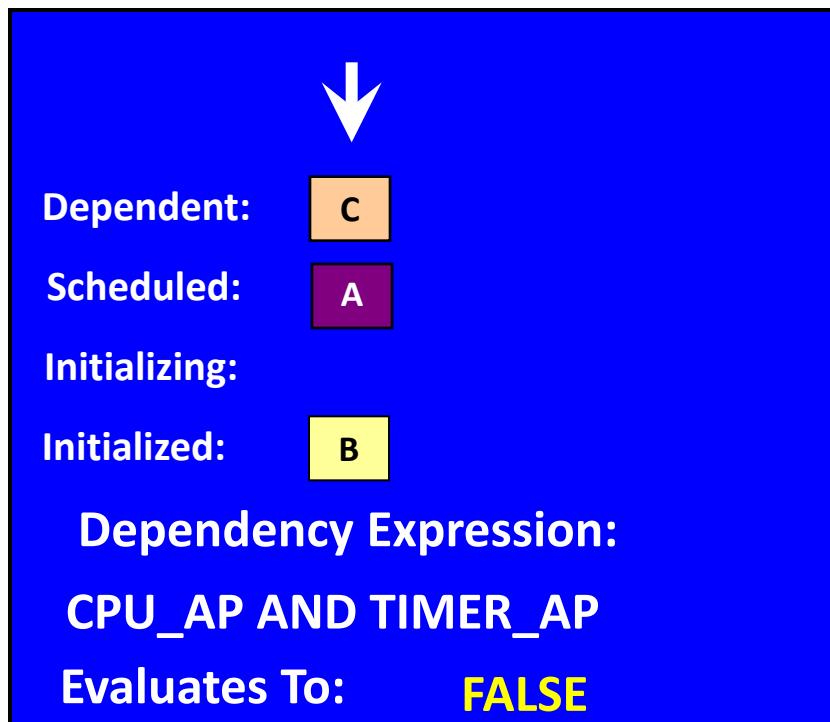 Dependent: C
Scheduled: A
Initializing:
Initialized: B
Dependency Expression:
CPU_AP AND TIMER_AP
Evaluates To: FALSE